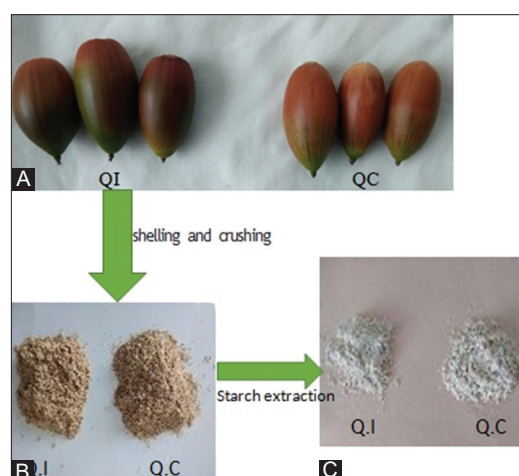 A
QI
QC
shelling and crushing
Starch extraction
B
Q.I
Q.C
C
Q.I
Q.C